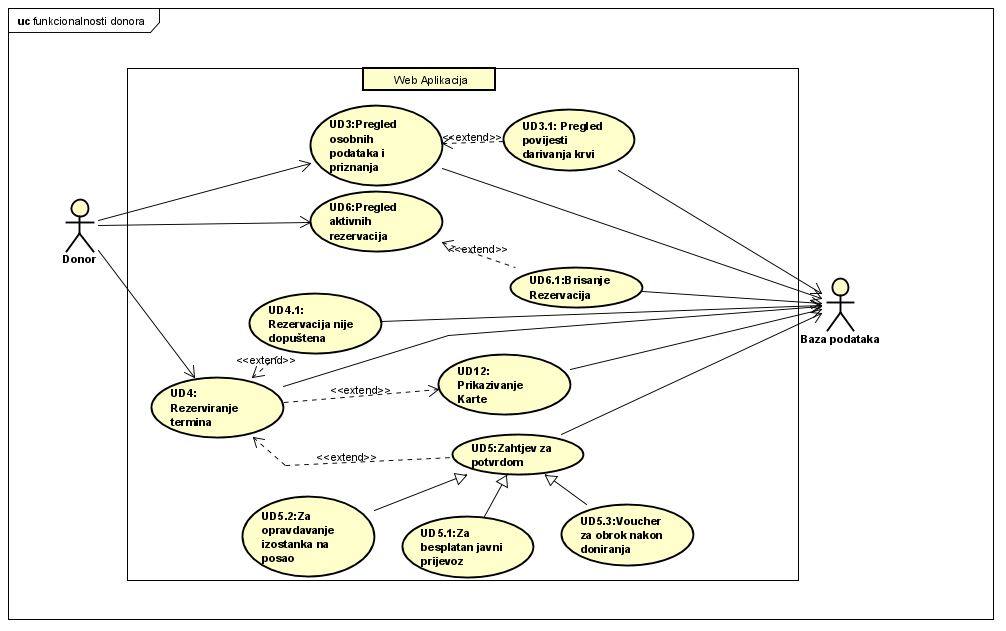 uc funkcionalnosti donora
Web Aplikacija
UD3:Pregled
osobnih
podataka i
priznanja
<<extend>>
UD3.1: Pregled
povijesti
darivanja krvi
UD6:Pregled
aktivnih
rezervacija
<<extend>>
Donor
UD6.1:Brisanje
Rezervacija
UD4.1:
Rezervacija nije
dopuštena
Baza podataka
<<extend>>
UD4:
Rezerviranje
termina
<<extend>>
UD12:
Prikazivanje
Karte
<<extend>>
UD5:Zahtjev za
potvrdom
UD5.2:Za
opravdavanje
izostanka na
posao
UD5.1:Za
besplatan javni
prijevoz
UD5.3:Voucher
za obrok nakon
doniranja